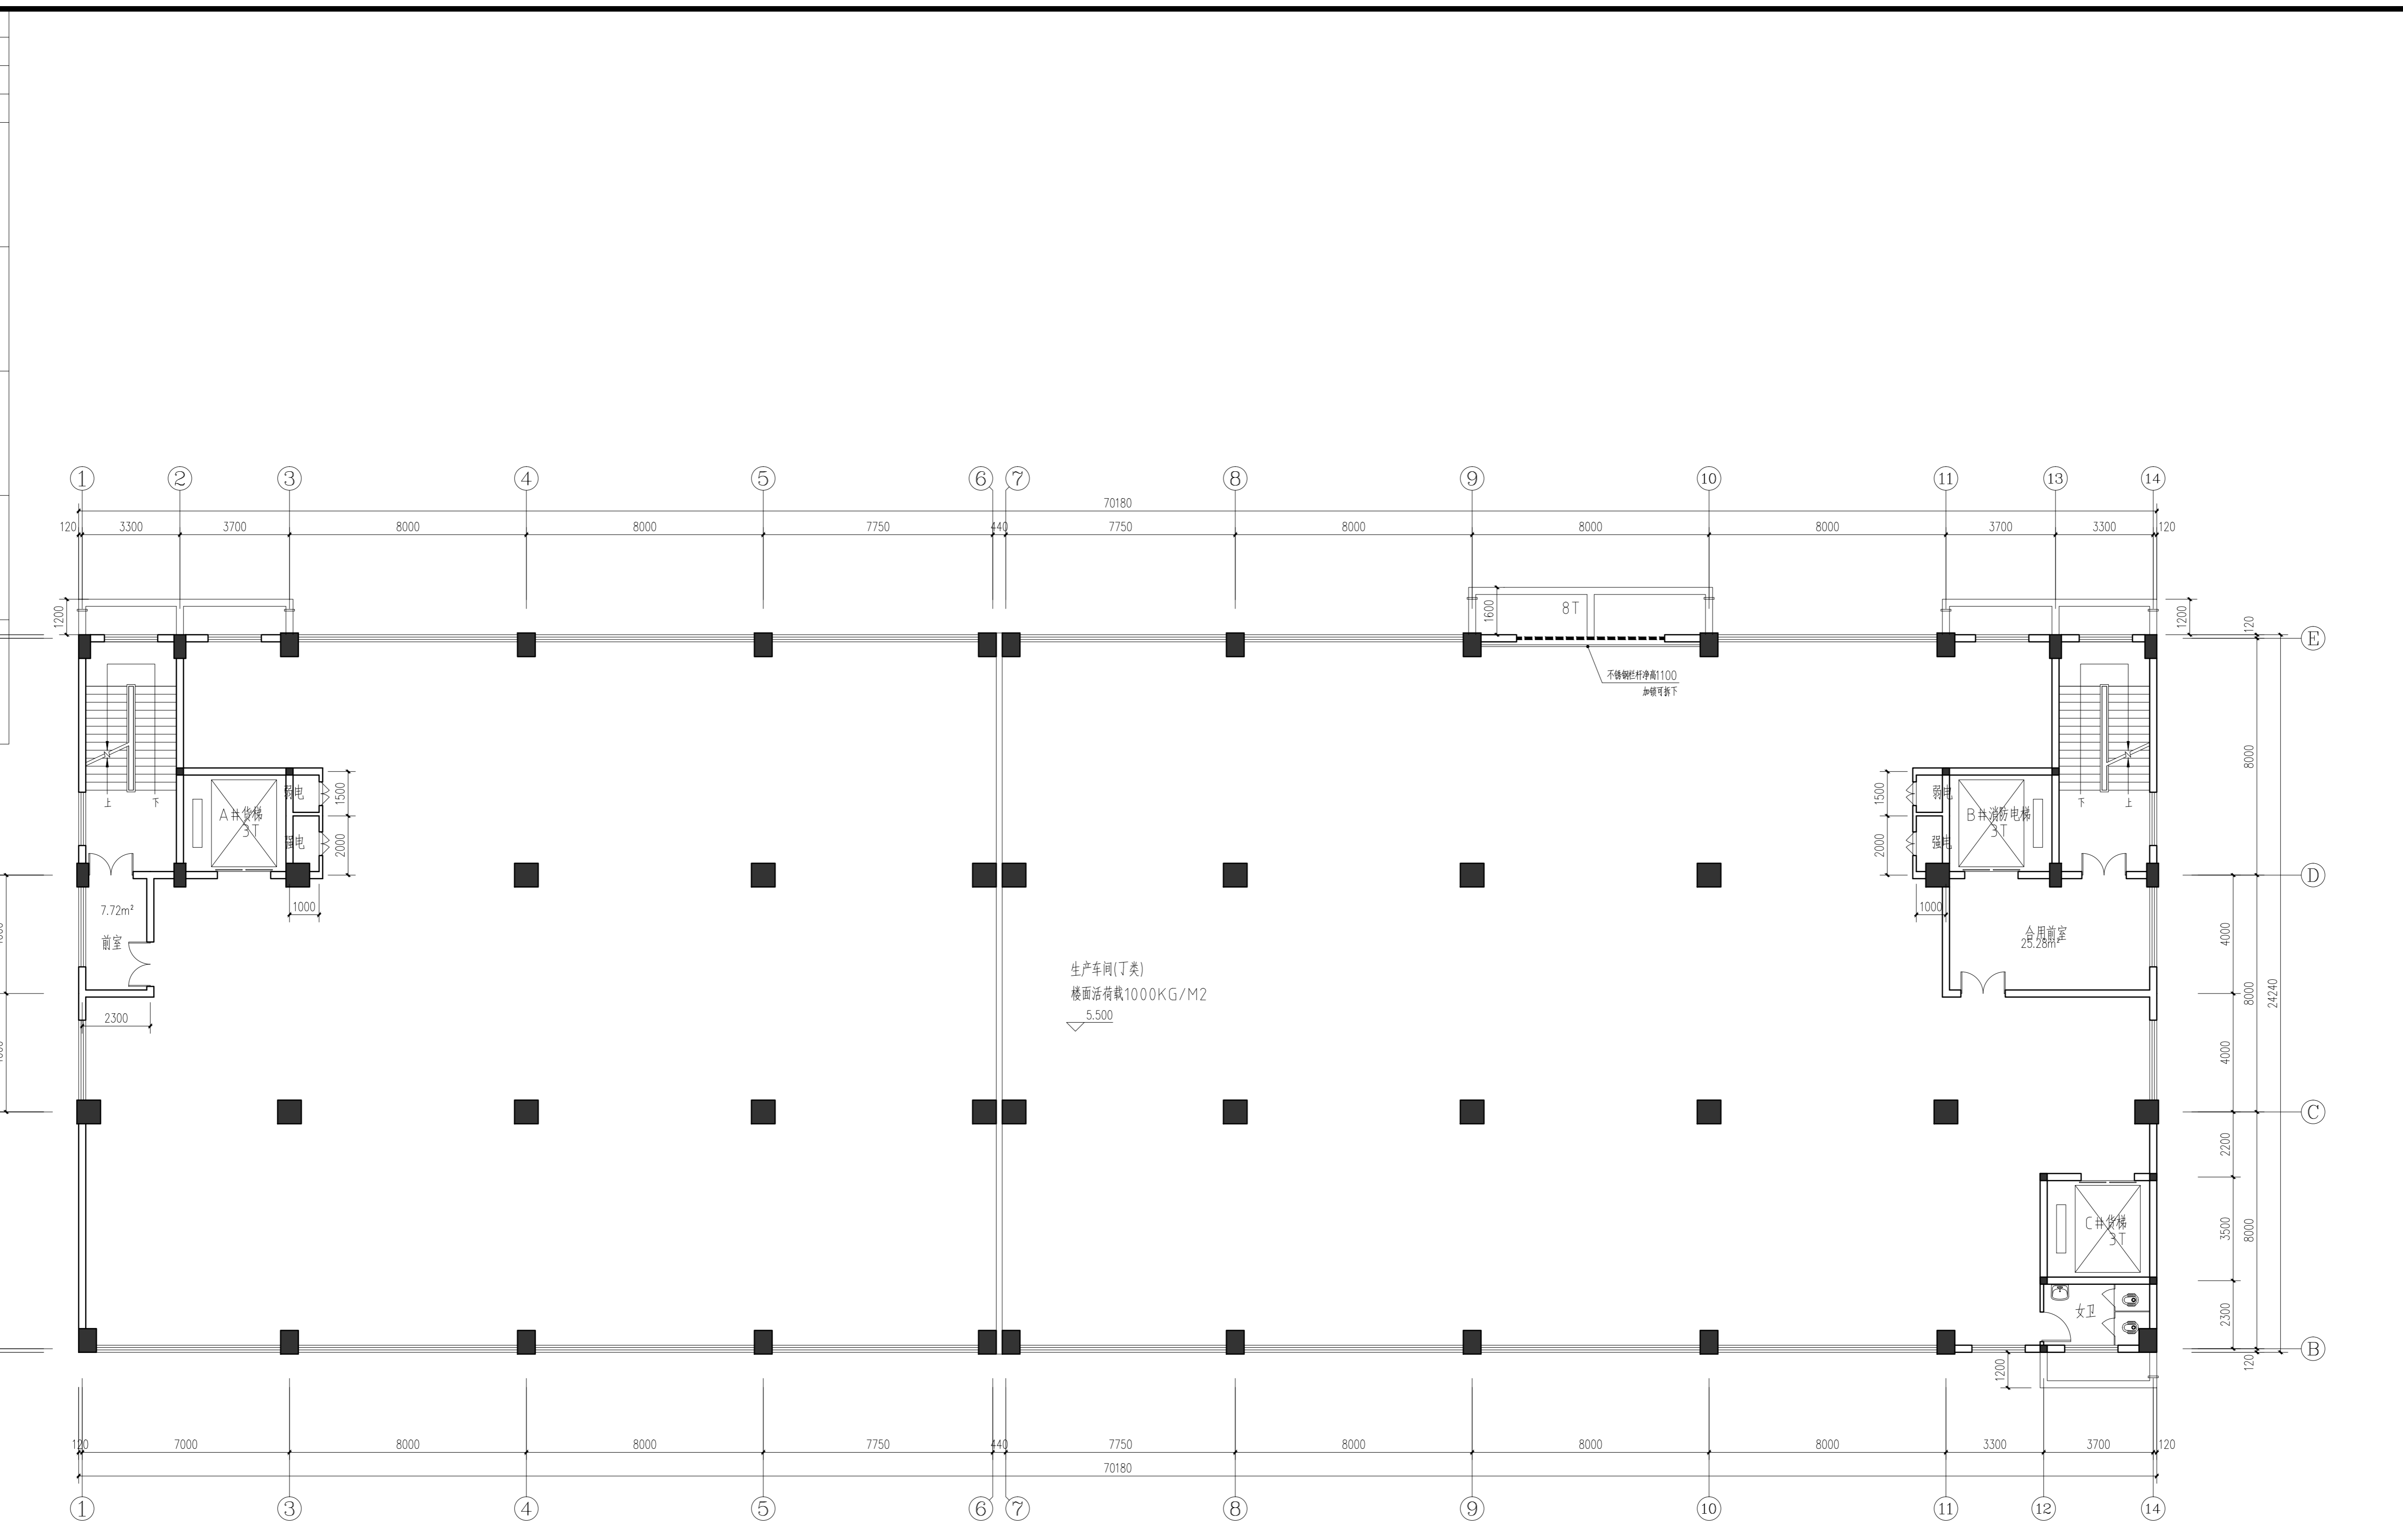 1 2 3 4 5 6 7 8 9 10 11 13 14
70180
120 3300 3700 8000 8000 7750 440 7750 8000 8000 8000 3700 3300 120
1200
1600
8T
1200
120
E
不锈钢栏杆净高1100
加锁可拆下
8000
上 下
A#货梯
3T
弱电
强电
1500
2000
1500
2000
弱电
强电
B#消防电梯
3T
下 上
D
7.72m²
前室
1000
1000
合用前室
25.28m²
4000
生产车间(丁类)
楼面活荷载1000KG/M2
5.500
8000
24240
2300
4000
C
2200
C#货梯
3T
3500
8000
女卫
2300
B
1200
120
120 7000 8000 8000 7750 440 7750 8000 8000 8000 3300 3700 120
70180
1 3 4 5 6 7 8 9 10 11 12 14